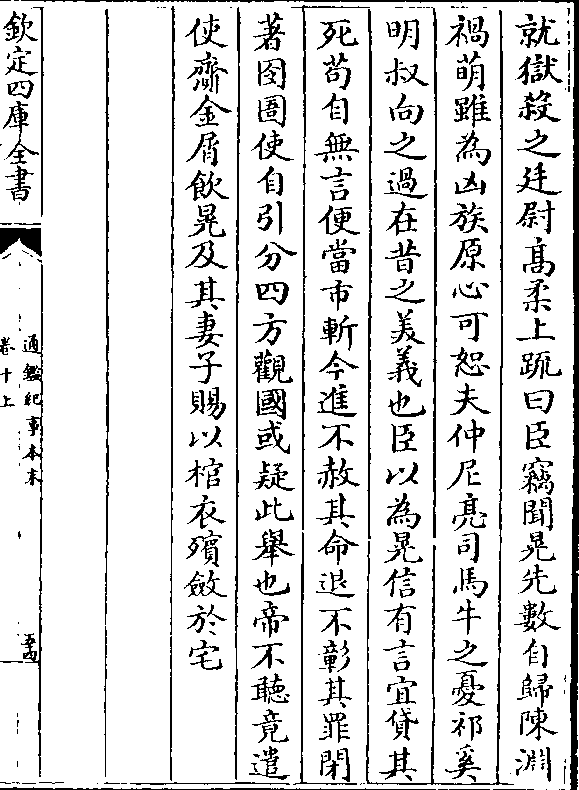 就獄殺之廷尉髙柔上䟽曰臣竊聞晃先數自歸陳淵
禍萌雖為凶族原心可恕夫仲尼亮司馬牛之憂祁奚
明叔向之過在昔之美義也臣以為晃信有言宜貸其
死苟自無言便當市斬今進不赦其命退不彰其罪閉
著囹圄使自引分四方觀國或疑此舉也帝不聽竟遣
使齎金屑飲晃及其妻子賜以棺衣殯斂於宅
欽定四庫全書
通鑑紀事本末
卷十上